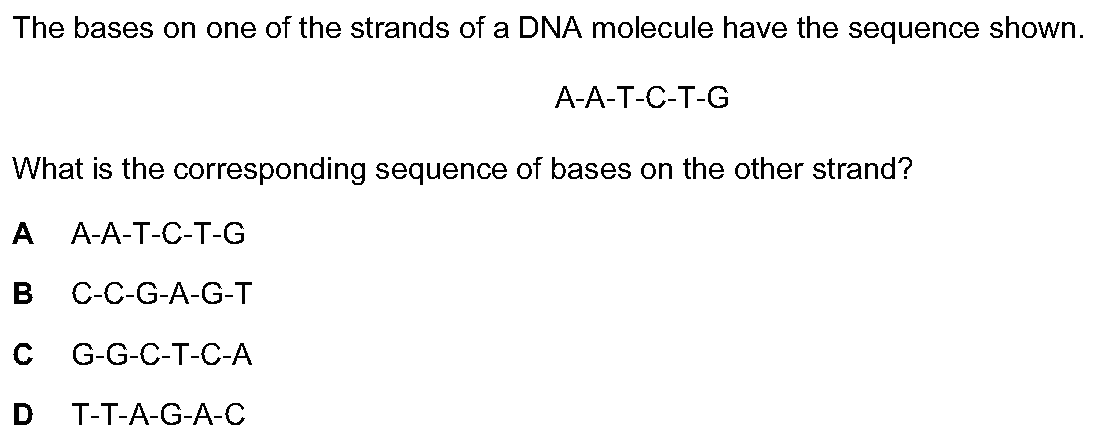 The bases on one of the strands of a DNA molecule have the sequence shown.
A-A-T-C-T-G
What is the corresponding sequence of bases on the other strand?
A A-A-T-C-T-G
B C-C-G-A-G-T
C G-G-C-T-C-A
D T-T-A-G-A-C